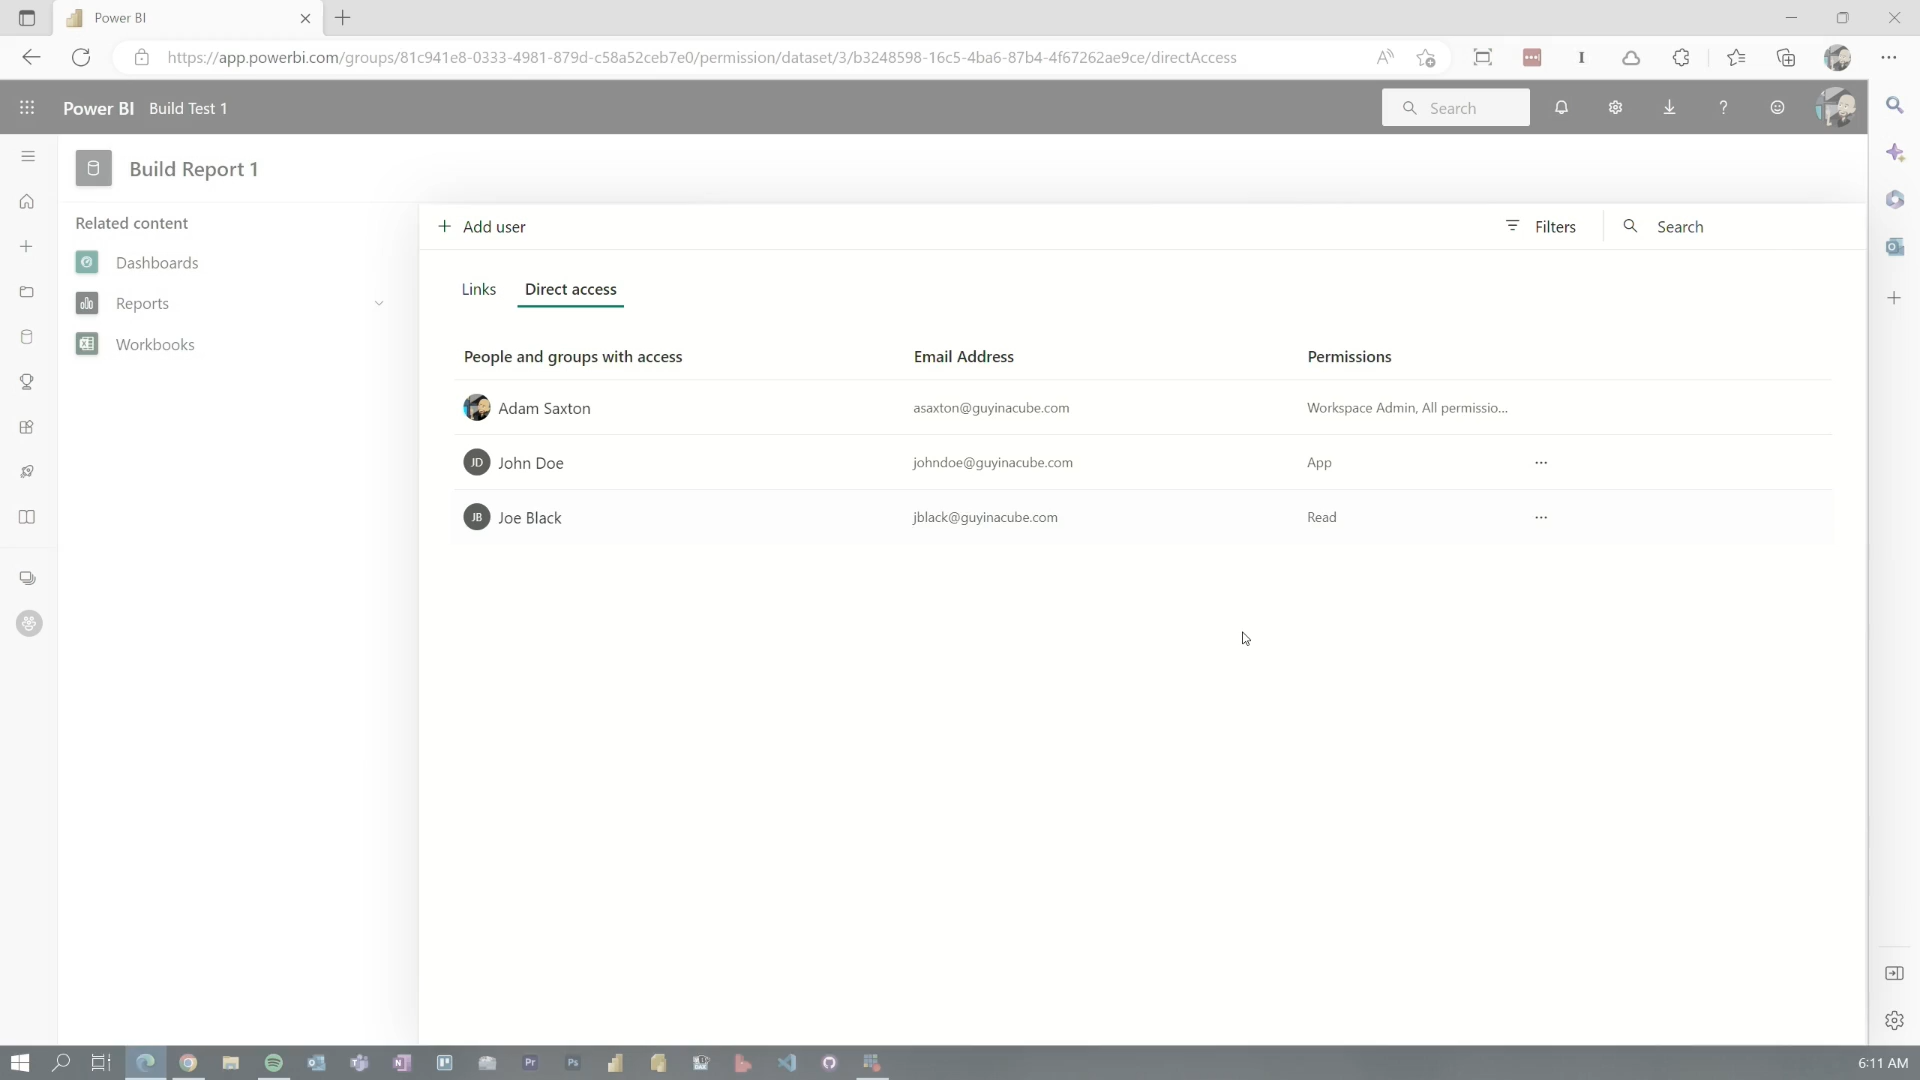 Power BI
https://app.powerbi.com/groups/81c941e8-0333-4981-879d-c58a52ceb7e0/permission/dataset/3/b3248598-16c5-4ba6-87b4-4f67262ae9ce/directAccess
Power BI Build Test 1
Search
Build Report 1
Related content
Dashboards
Reports
Workbooks
Add user
Filters
Search
Links
Direct access
People and groups with access
Email Address
Permissions
Adam Saxton
asaxton@guyinacube.com
Workspace Admin, All permissio...
JD John Doe
johndoe@guyinacube.com
App
JB Joe Black
jblack@guyinacube.com
Read
Pr
Ps
6:11 AM